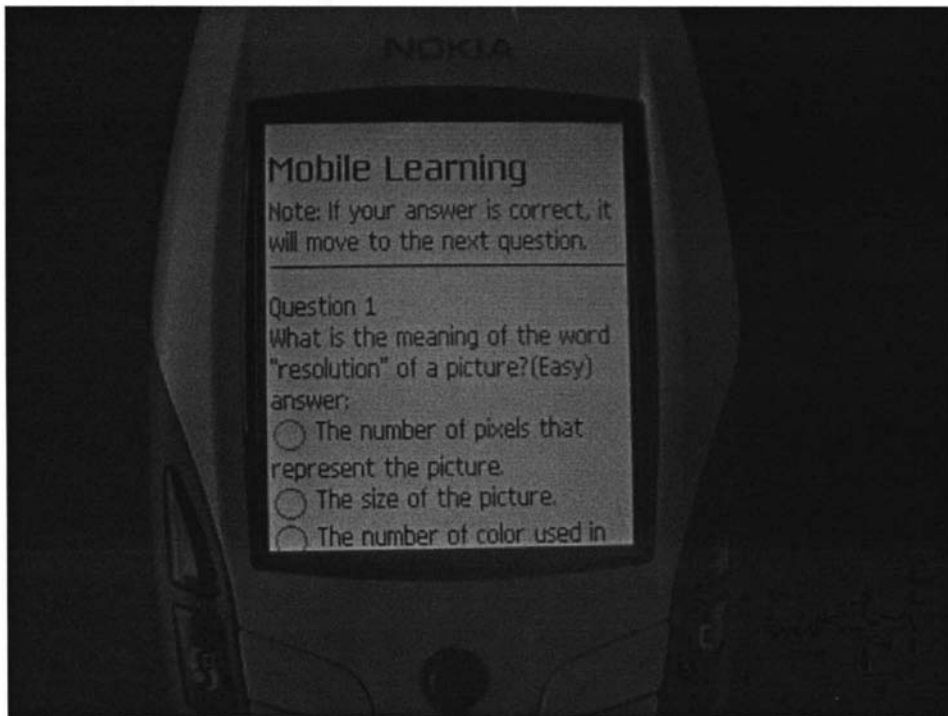 NOKIA
Mobile Learning
Note: If your answer is correct, it
will move to the next question.
Question 1
What is the meaning of the word
"resolution" of a picture?(Easy)
answer:
The number of pixels that
represent the picture.
The size of the picture.
The number of color used in